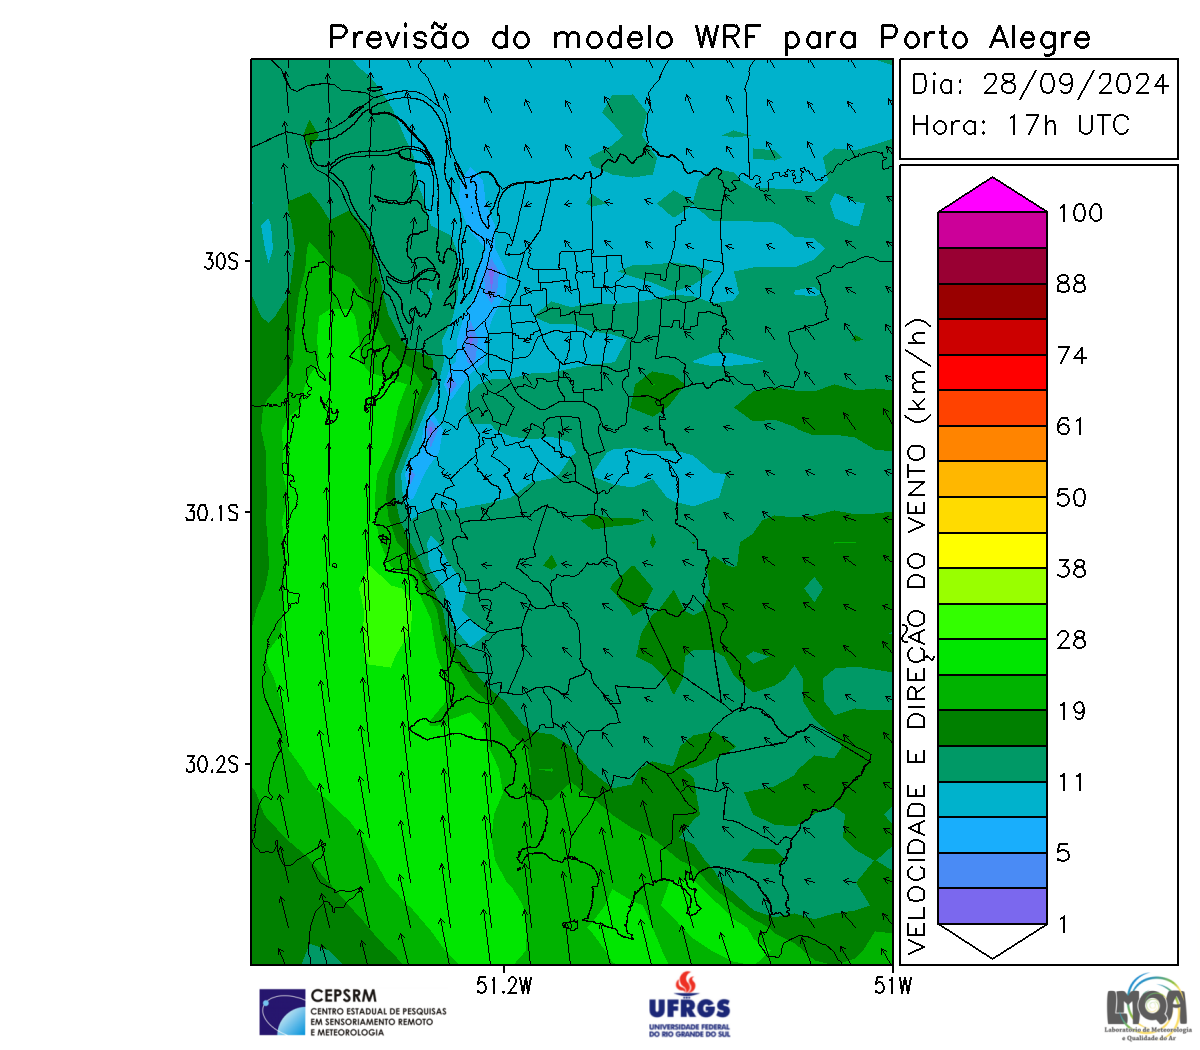 Previsão do modelo WRF para Porto Alegre
Dia: 28/09/2024
Hora: 17h UTC
30S
30.1S
30.2S
51.2W
51W
VELOCIDADE E DIREÇÃO DO VENTO (km/h)
100
88
74
61
50
38
28
19
11
5
1
CEPSRM
CENTRO ESTADUAL DE PESQUISAS
EM SENSORIAMENTO REMOTO
E METEOROLOGIA
UFRGS
UNIVERSIDADE FEDERAL
DO RIO GRANDE DO SUL
LMQA
Laboratório de Meteorologia
e Qualidade do Ar